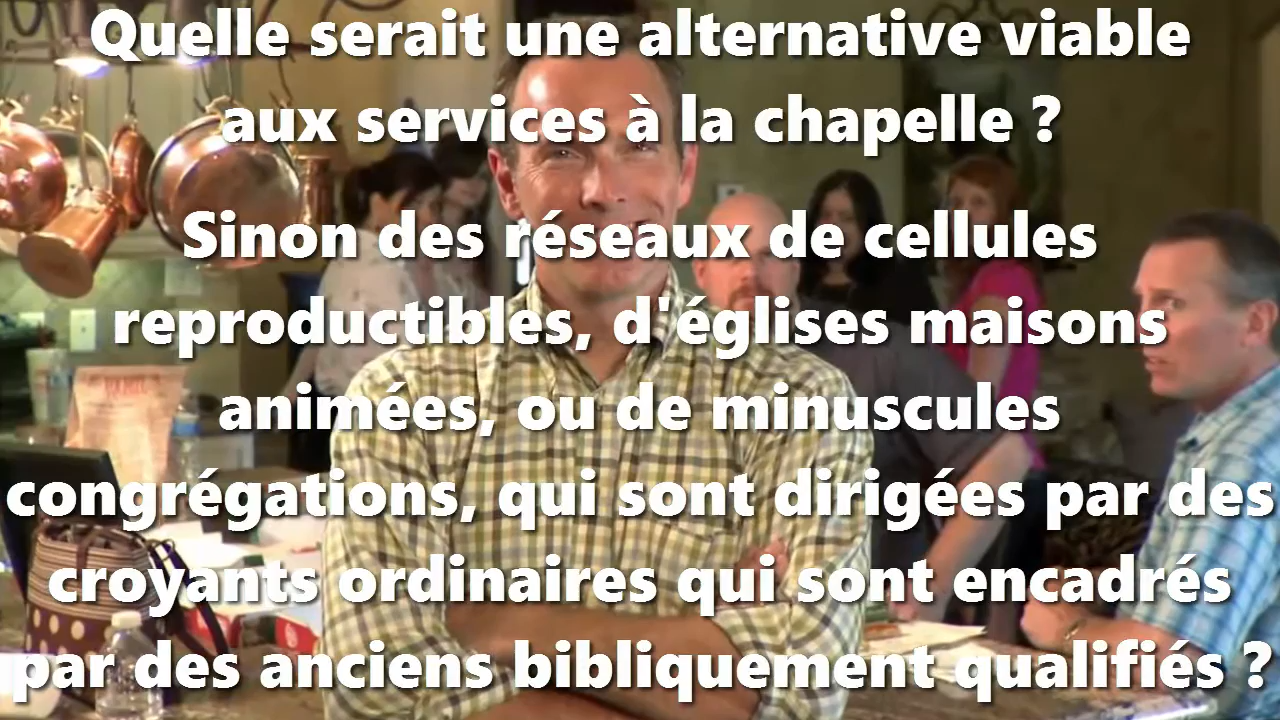 Quelle serait une alternative viable
aux services à la chapelle ?
Sinon des réseaux de cellules
reproductibles, d'églises maisons
animées, ou de minuscules
congrégations, qui sont dirigées par des
croyants ordinaires qui sont encadrés
par des anciens bibliquement qualifiés ?